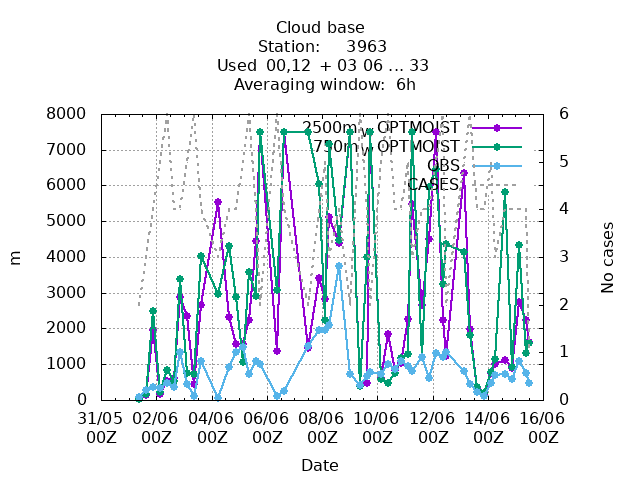 Cloud base
Station: 3963
Used 00,12 + 03 06 ... 33
Averaging window: 6h
2500m, OPTMOIST
750m, OPTMOIST
OBS
CASES
8000
7000
6000
5000
4000
3000
2000
1000
0
m
6
5
4
3
2
1
0
No cases
31/05 02/06 04/06 06/06 08/06 10/06 12/06 14/06 16/06
00Z 00Z 00Z 00Z 00Z 00Z 00Z 00Z 00Z
Date